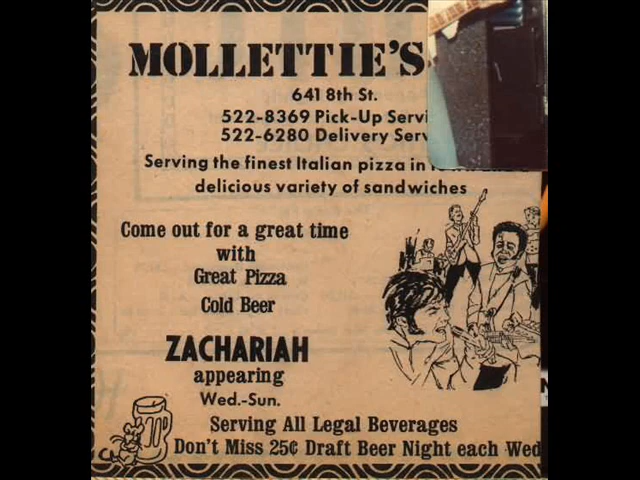 MOLLETTIE'S
641 8th St.
522-8369 Pick-Up Servi
522-6280 Delivery Serv
Serving the finest Italian pizza in
delicious variety of sandwiches
Come out for a great time
with
Great Pizza
Cold Beer
ZACHARIAH
appearing
Wed.-Sun.
Serving All Legal Beverages
Don't Miss 25¢ Draft Beer Night each Wed